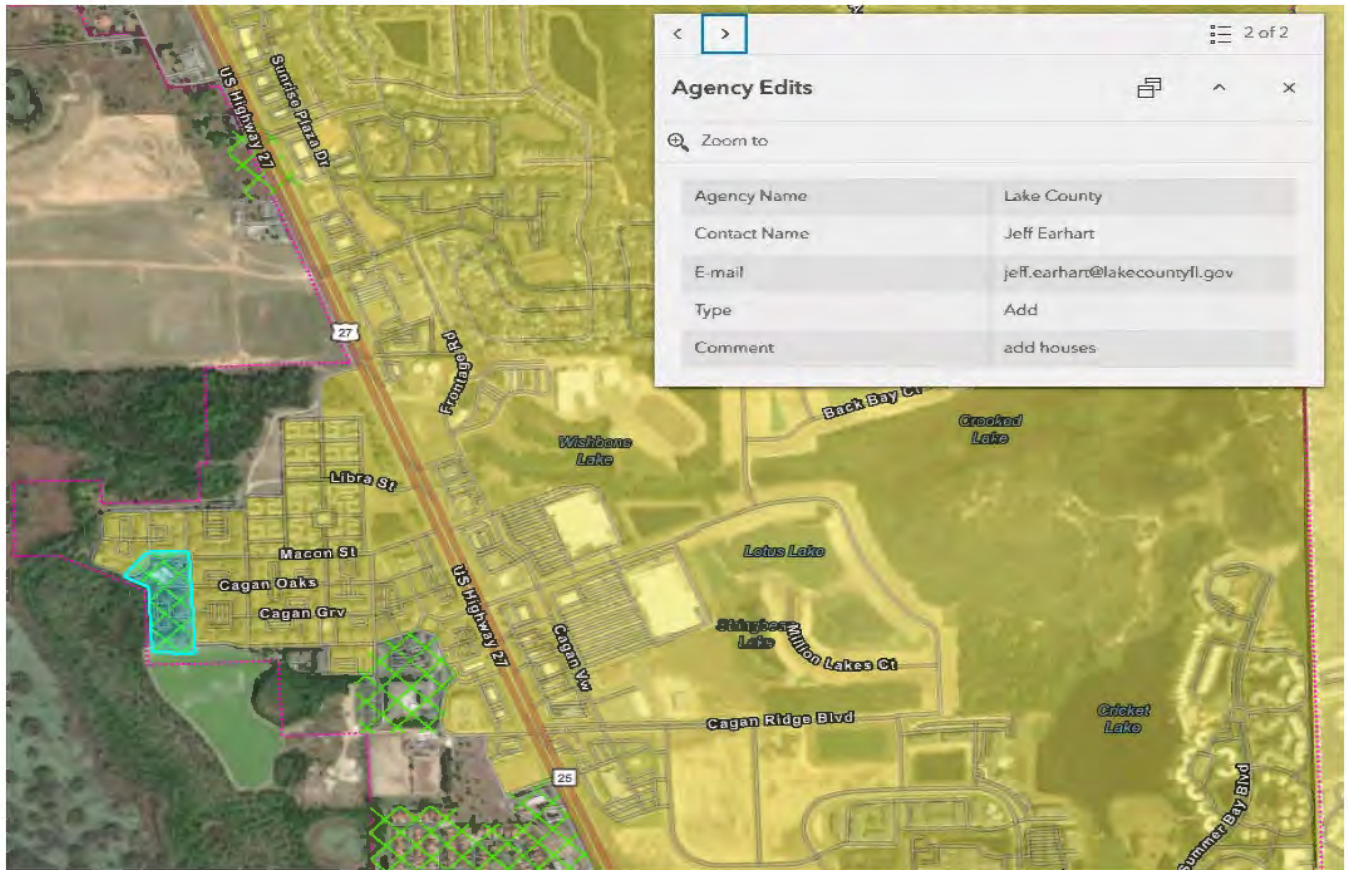 2 of 2
Agency Edits
Zoom to
Agency Name Lake County
Contact Name Jeff Earhart
E-mail jeff.earhart@lakecountyll.gov
Type Add
Comment add houses
US Highway 27
Sunrise Plaza Dr
27
Frontage Rd
Back Bay
Crooked
Lake
Wishbone
Lake
Libra St
Macon St
Lotus Lake
Cagan Oaks
Cagan Grv
US Highway 27
Cagan Vw
Lake
Million Lakes Ct
Cagan Ridge Blvd
Cricket
Lake
25
Summer Bay Blvd